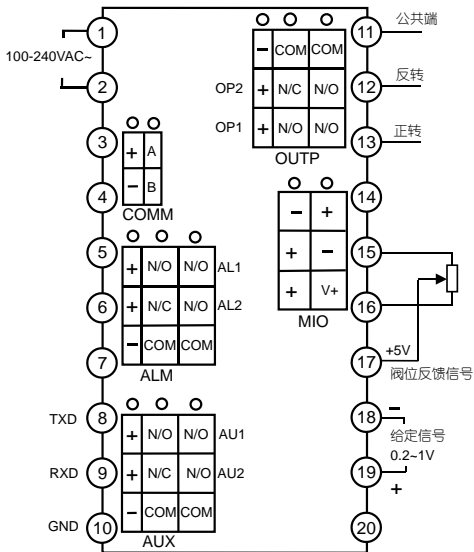 1
100-240VAC~
2
3
4
5
6
7
TXD 8
RXD 9
GND 10
+ A
− B
COMM
+ N/O N/O AL1
+ N/C N/O AL2
− COM COM
ALM
+ N/O N/O AU1
+ N/C N/O AU2
− COM COM
AUX
− COM COM
OP2 + N/C N/O
OP1 + N/O N/O
OUTP
− +
+ −
+ V+
MIO
11 公共端
12 反转
13 正转
14
15
16
17 +5V
阀位反馈信号
18 −
给定信号
0.2~1V
19
+
20